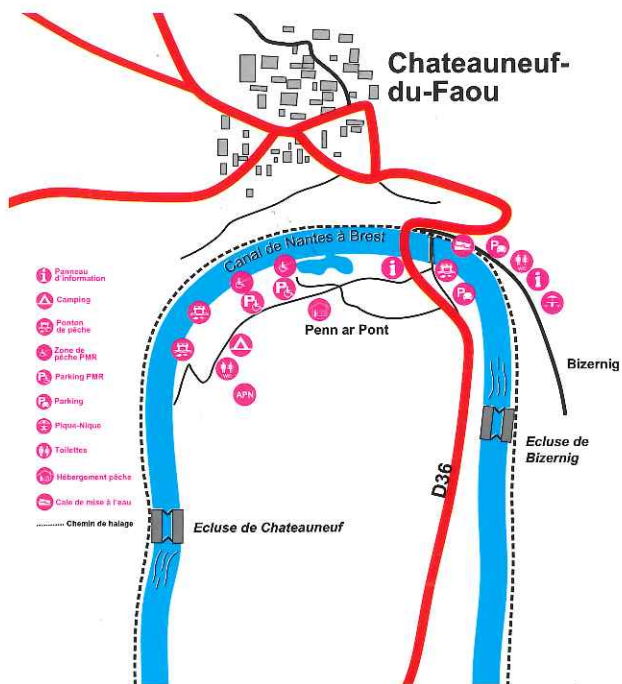 Chateauneuf-
du-Faou
Canal de Nantes à Brest
Panneau
d'information
Camping
Ponton
de pêche
Zone de
pêche PMR
Parking PMR
Parking
Pique-Nique
Toilettes
Hébergement pêche
Cale de mise à l'eau
Chemin de halage
P
P
P
P
i
i
i
WC
WC
APN
Penn ar Pont
Bizernig
Ecluse de
Bizernig
D36
Ecluse de Chateauneuf